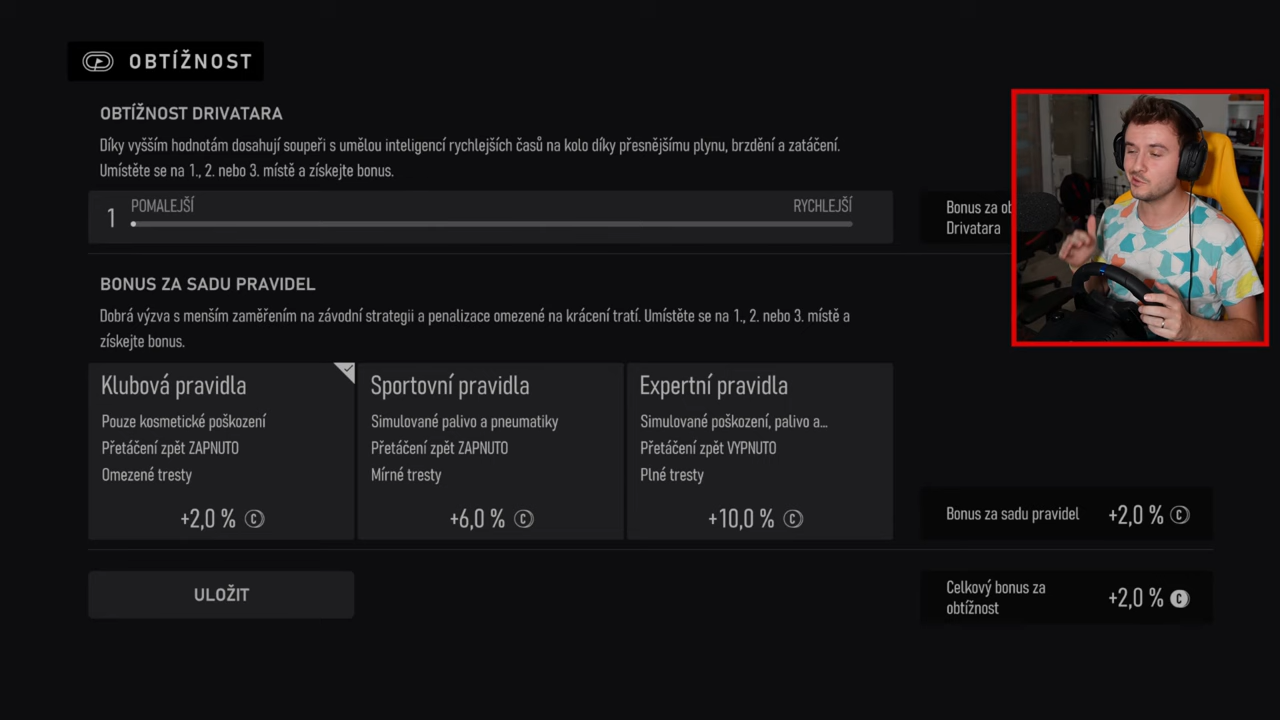 OBTÍŽNOST
OBTÍŽNOST DRIVATARA
Díky vyšším hodnotám dosahují soupeři s umělou inteligencí rychlejších časů na kolo díky přesnějšímu plynu, brzdění a zatáčení.
Umístěte se na 1., 2. nebo 3. místě a získejte bonus.
1
POMALEJŠÍ
RYCHLEJŠÍ
Bonus za ob
Drivatara
BONUS ZA SADU PRAVIDEL
Dobrá výzva s menším zaměřením na závodní strategii a penalizace omezené na krácení tratí. Umístěte se na 1., 2. nebo 3. místě a
získejte bonus.
Klubová pravidla
Pouze kosmetické poškození
Přetáčení zpět ZAPNUTO
Omezené tresty
+2,0 % C
Sportovní pravidla
Simulované palivo a pneumatiky
Přetáčení zpět ZAPNUTO
Mírné tresty
+6,0 % C
Expertní pravidla
Simulované poškození, palivo a...
Přetáčení zpět VYPNUTO
Plné tresty
+10,0 % C
Bonus za sadu pravidel +2,0 % C
ULOŽIT
Celkový bonus za
obtížnost
+2,0 % C